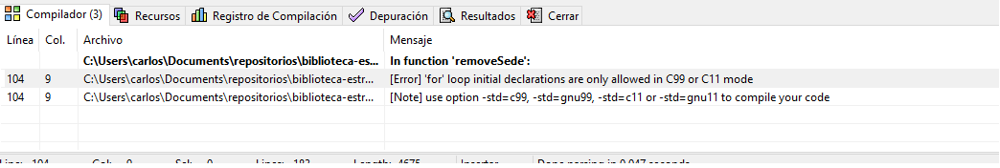 Compilador (3) Recursos Registro de Compilación Depuración Resultados Cerrar
Línea Col. Archivo Mensaje
C:\Users\carlos\Documents\repositorios\biblioteca-es... In function 'removeSede':
104 9 C:\Users\carlos\Documents\repositorios\biblioteca-estr... [Error] 'for' loop initial declarations are only allowed in C99 or C11 mode
104 9 C:\Users\carlos\Documents\repositorios\biblioteca-estr... [Note] use option -std=c99, -std=gnu99, -std=c11 or -std=gnu11 to compile your code
Line: 104 Col: 0 Sel: 0 Lines: 183 Length: 4675 Insertar Done parsing in 0.047 seconds